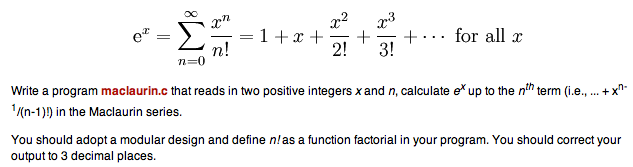 e^x = ∑_{n=0}^{∞} x^n/n! = 1 + x + x^2/2! + x^3/3! + ··· for all x
Write a program maclaurin.c that reads in two positive integers x and n, calculate e^x up to the n^th term (i.e., ... + x^n-
^1/(n-1)!) in the Maclaurin series.
You should adopt a modular design and define n! as a function factorial in your program. You should correct your
output to 3 decimal places.